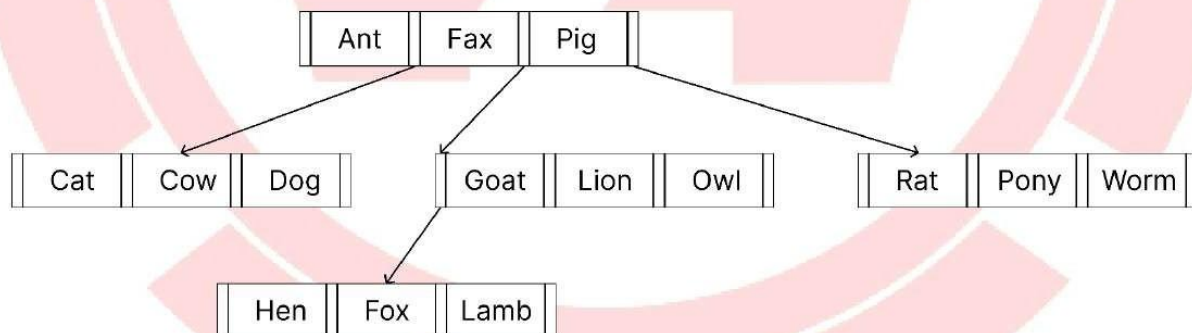 Ant Fax Pig
Cat Cow Dog Goat Lion Owl Rat Pony Worm
Hen Fox Lamb